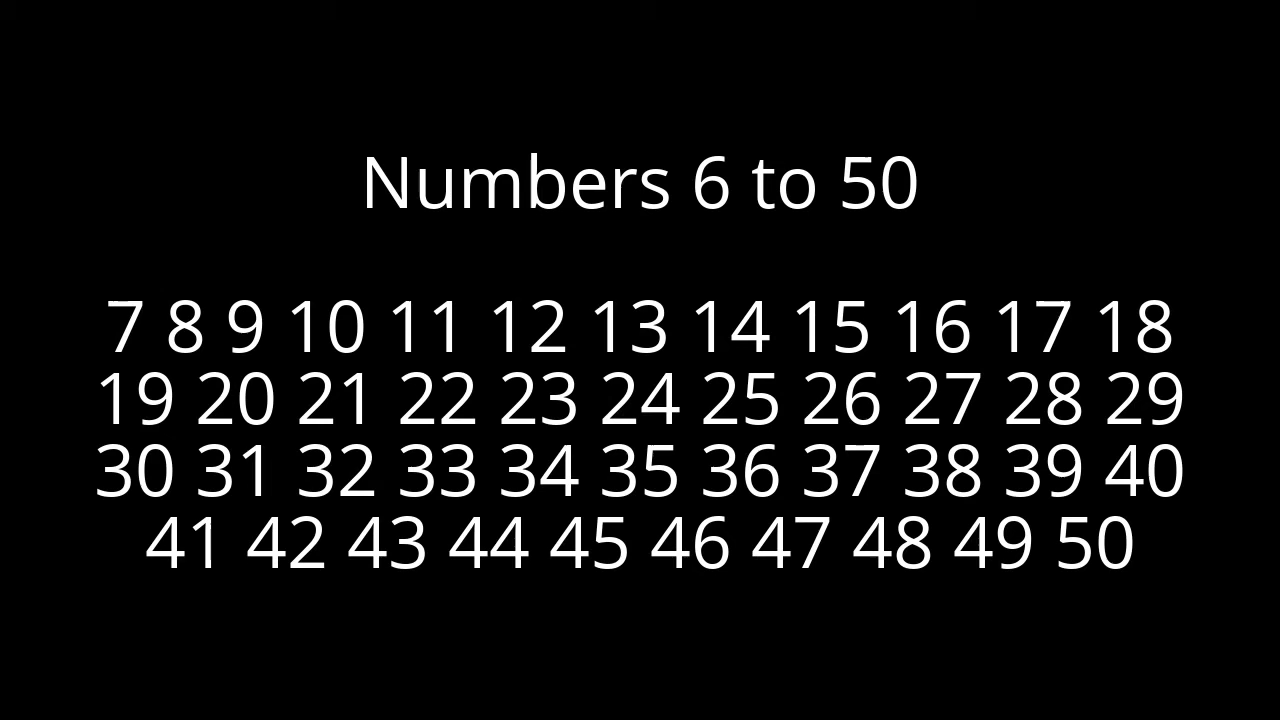 Numbers 6 to 50
7 8 9 10 11 12 13 14 15 16 17 18
19 20 21 22 23 24 25 26 27 28 29
30 31 32 33 34 35 36 37 38 39 40
41 42 43 44 45 46 47 48 49 50